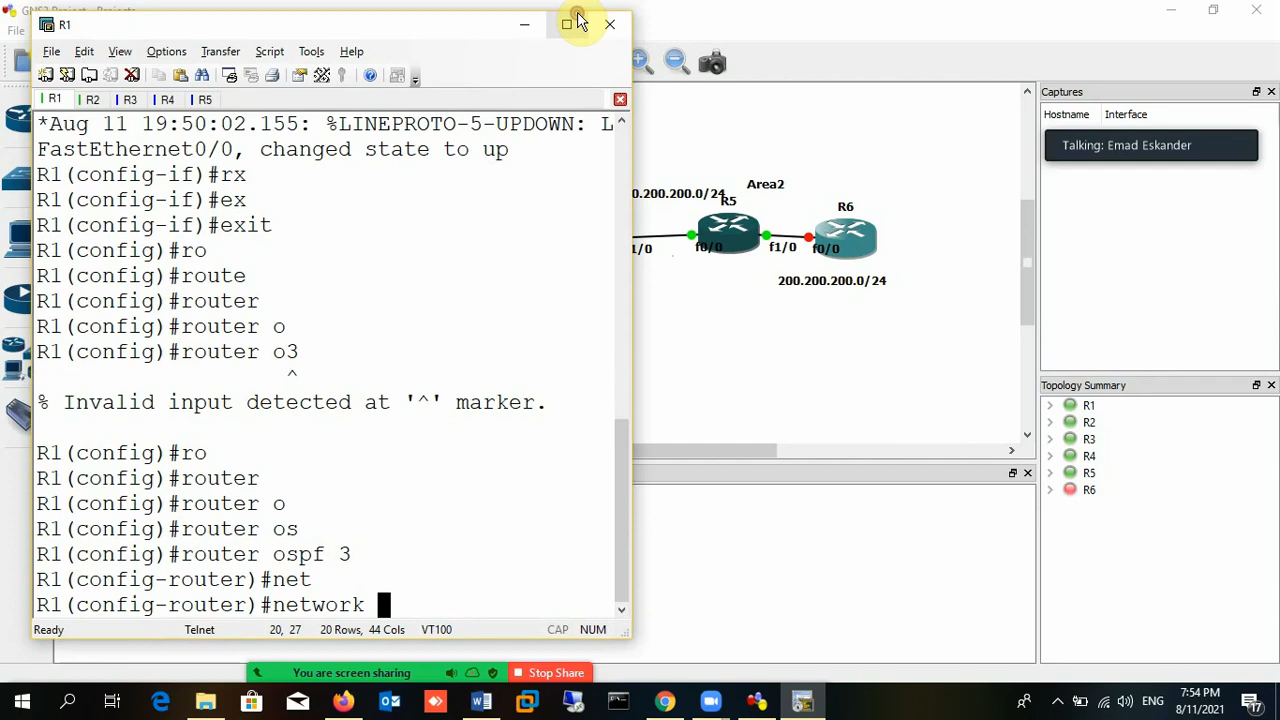 R1
File Edit View Options Transfer Script Tools Help
R1 R2 R3 R4 R5
*Aug 11 19:50:02.155: %LINEPROTO-5-UPDOWN: L
FastEthernet0/0, changed state to up
R1(config-if)#rx
R1(config-if)#ex
R1(config-if)#exit
R1(config)#ro
R1(config)#route
R1(config)#router
R1(config)#router o
R1(config)#router o3
^
% Invalid input detected at '^' marker.
R1(config)#ro
R1(config)#router
R1(config)#router o
R1(config)#router os
R1(config)#router ospf 3
R1(config-router)#net
R1(config-router)#network
Ready Telnet 20, 27 20 Rows, 44 Cols VT100 CAP NUM
Area2
.200.200.0/24
R5
R6
1/0 f0/0 f1/0 f0/0
200.200.200.0/24
Captures
Hostname Interface
Talking: Emad Eskander
Topology Summary
R1
R2
R3
R4
R5
R6
You are screen sharing Stop Share
ENG
7:54 PM
8/11/2021
17